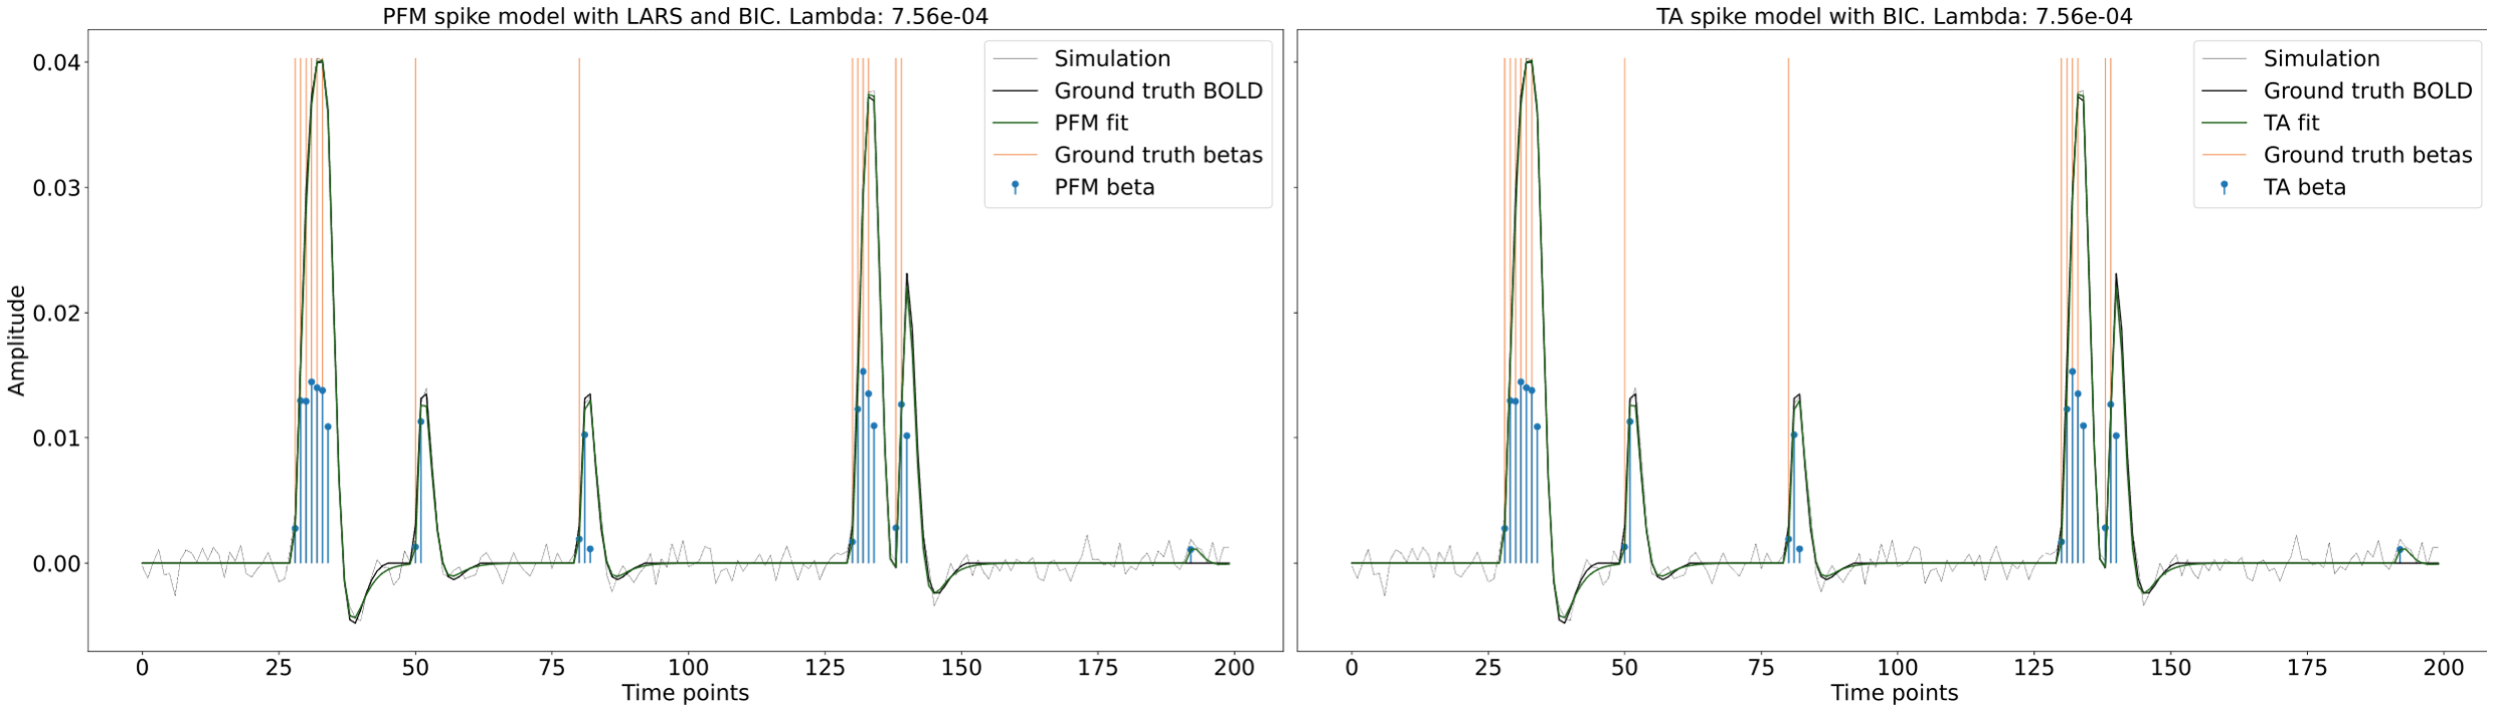 PFM spike model with LARS and BIC. Lambda: 7.56e-04
Amplitude
0.04
0.03
0.02
0.01
0.00
Simulation
Ground truth BOLD
PFM fit
Ground truth betas
PFM beta
0 25 50 75 100 125 150 175 200
Time points
TA spike model with BIC. Lambda: 7.56e-04
Simulation
Ground truth BOLD
TA fit
Ground truth betas
TA beta
0 25 50 75 100 125 150 175 200
Time points